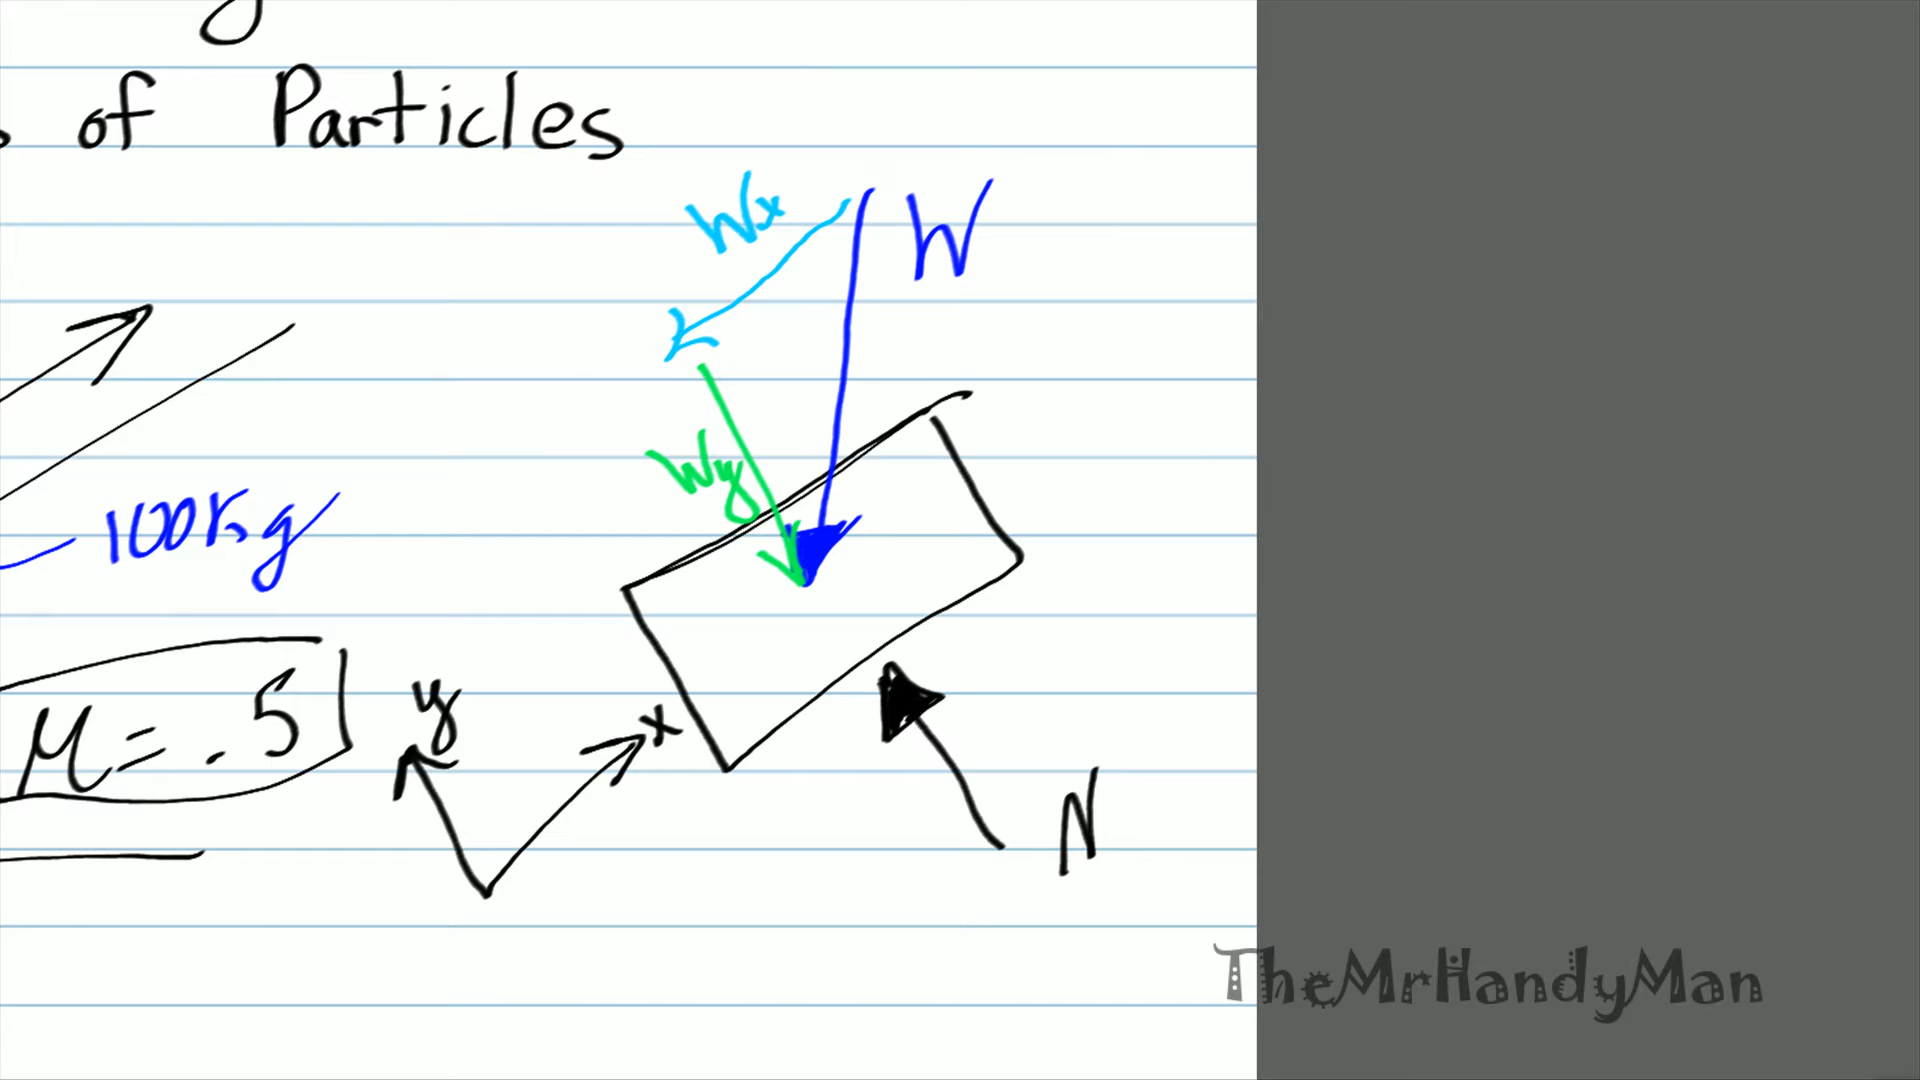 of Particles
Wx
W
Wy
100Kg
μ = .5
y
x
N
TheMrHandyMan